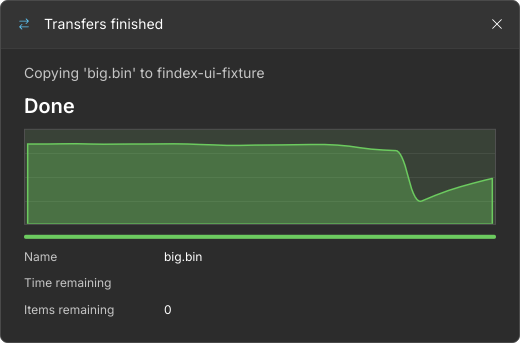 Transfers finished
Copying 'big.bin' to findex-ui-fixture
Done
Name big.bin
Time remaining
Items remaining 0